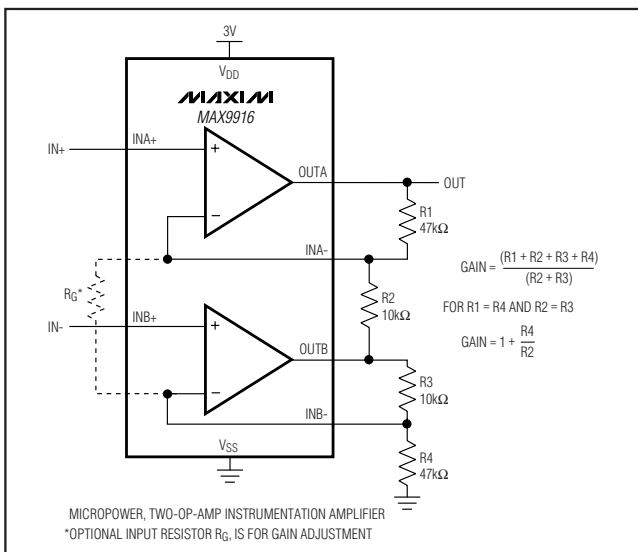 3V
VDD
MAXIM
MAX9916
IN+
INA+
+
OUTA
OUT
−
R1
47kΩ
INA-
RG*
R2
10kΩ
IN-
INB+
+
OUTB
−
R3
10kΩ
INB-
VSS
R4
47kΩ
GAIN = (R1 + R2 + R3 + R4)
(R2 + R3)
FOR R1 = R4 AND R2 = R3
GAIN = 1 + R4
R2
MICROPOWER, TWO-OP-AMP INSTRUMENTATION AMPLIFIER
*OPTIONAL INPUT RESISTOR RG, IS FOR GAIN ADJUSTMENT